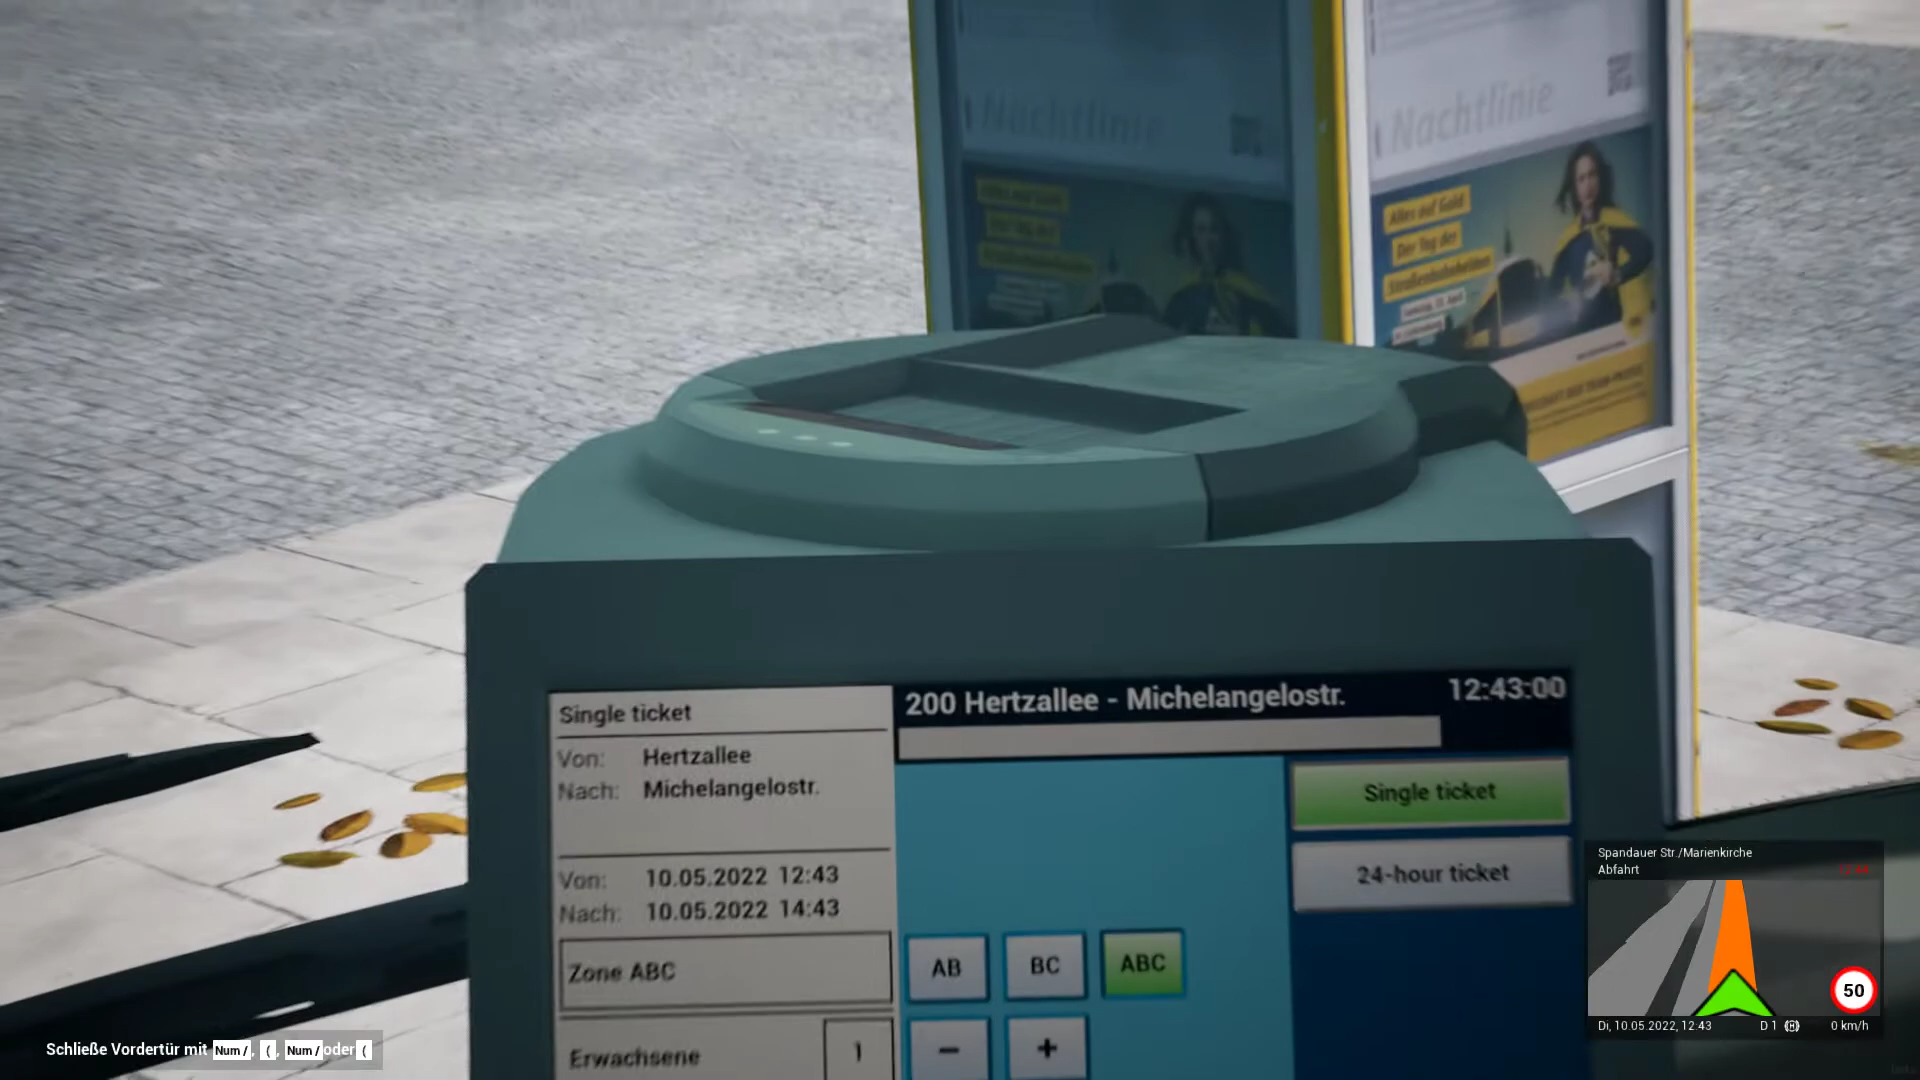 Nachtlinie
Nachtlinie
Alles auf Gold
Der Tag der
Straßenbahnhelden
Single ticket
Von: Hertzallee
Nach: Michelangelostr.
Von: 10.05.2022 12:43
Nach: 10.05.2022 14:43
Zone ABC
Erwachsene 1
200 Hertzallee - Michelangelostr.
12:43:00
Single ticket
24-hour ticket
AB BC ABC
− +
Spandauer Str./Marienkirche
Abfahrt
50
Di, 10.05.2022, 12:43 D 1 (H) 0 km/h
Schließe Vordertür mit Num /, (, Num / oder (